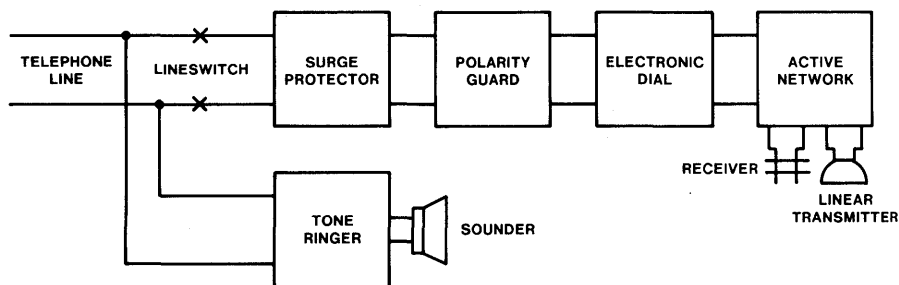 TELEPHONE
LINE
LINESWITCH
SURGE
PROTECTOR
POLARITY
GUARD
ELECTRONIC
DIAL
ACTIVE
NETWORK
RECEIVER
LINEAR
TRANSMITTER
TONE
RINGER
SOUNDER